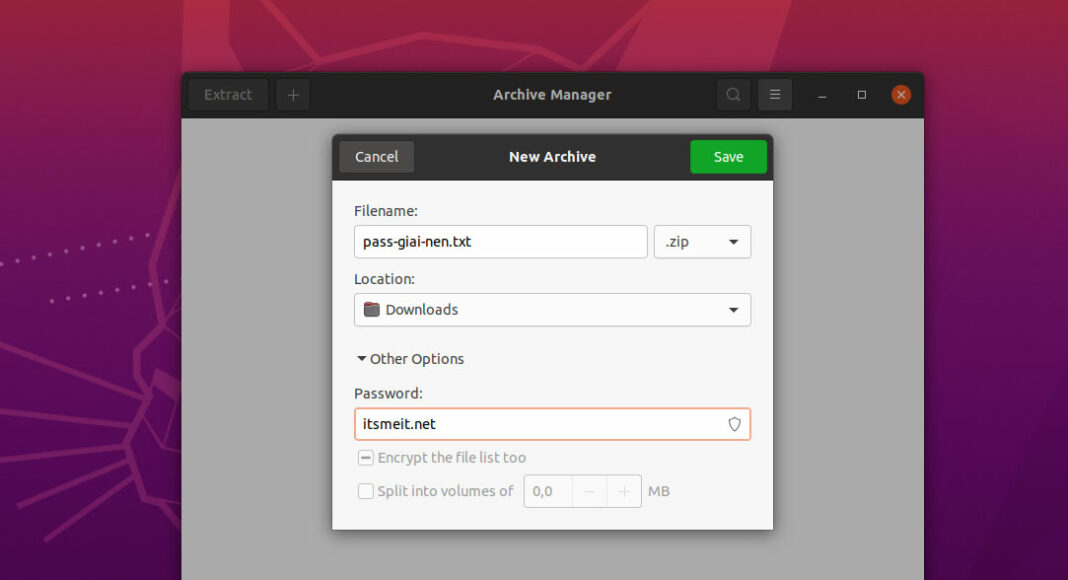 Extract
Archive Manager
Cancel
New Archive
Save
Filename:
pass-giai-nen.txt
.zip
Location:
Downloads
Other Options
Password:
itsmeit.net
Encrypt the file list too
Split into volumes of 0,0 MB